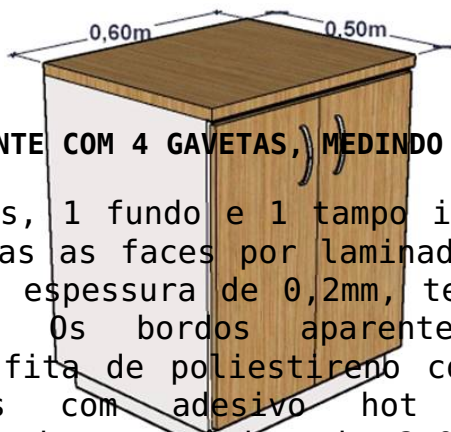 0,60m 0,50m
NTE COM 4 GAVETAS, MEDINDO
s, 1 fundo e 1 tampo i
as as faces por laminad
espessura de 0,2mm, te
Os bordos aparente
fita de poliestireno co
s com adesivo hot